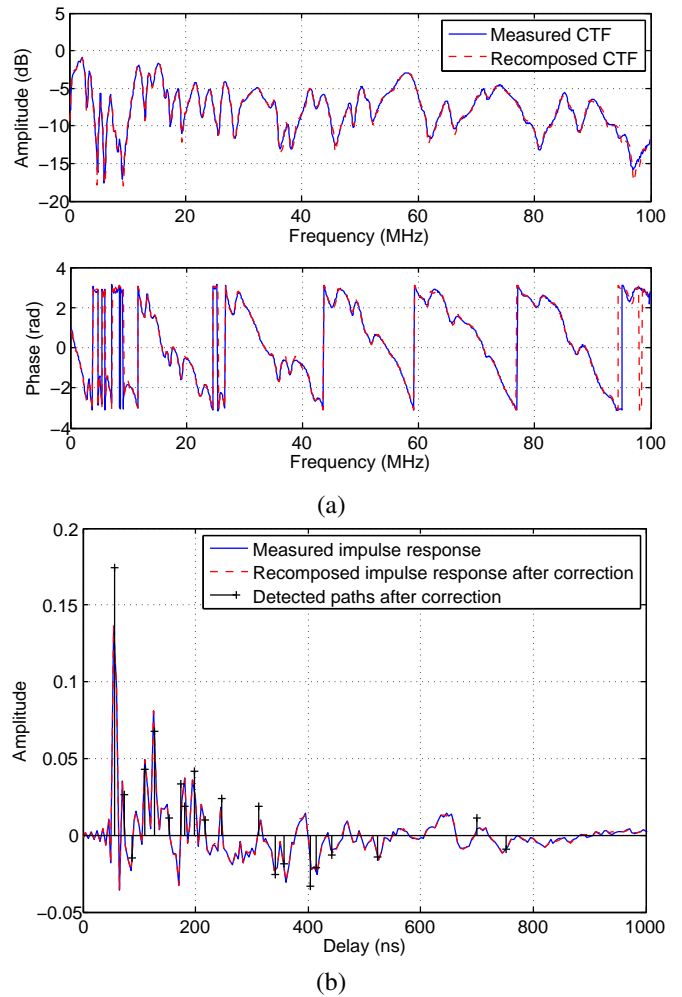 5
0
−5
−10
−15
−20
Amplitude (dB)
Measured CTF
Recomposed CTF
0 20 40 60 80 100
Frequency (MHz)
4
2
0
−2
−4
Phase (rad)
0 20 40 60 80 100
Frequency (MHz)
(a)
0.2
0.15
0.1
0.05
0
−0.05
Amplitude
Measured impulse response
Recomposed impulse response after correction
Detected paths after correction
0 200 400 600 800 1000
Delay (ns)
(b)